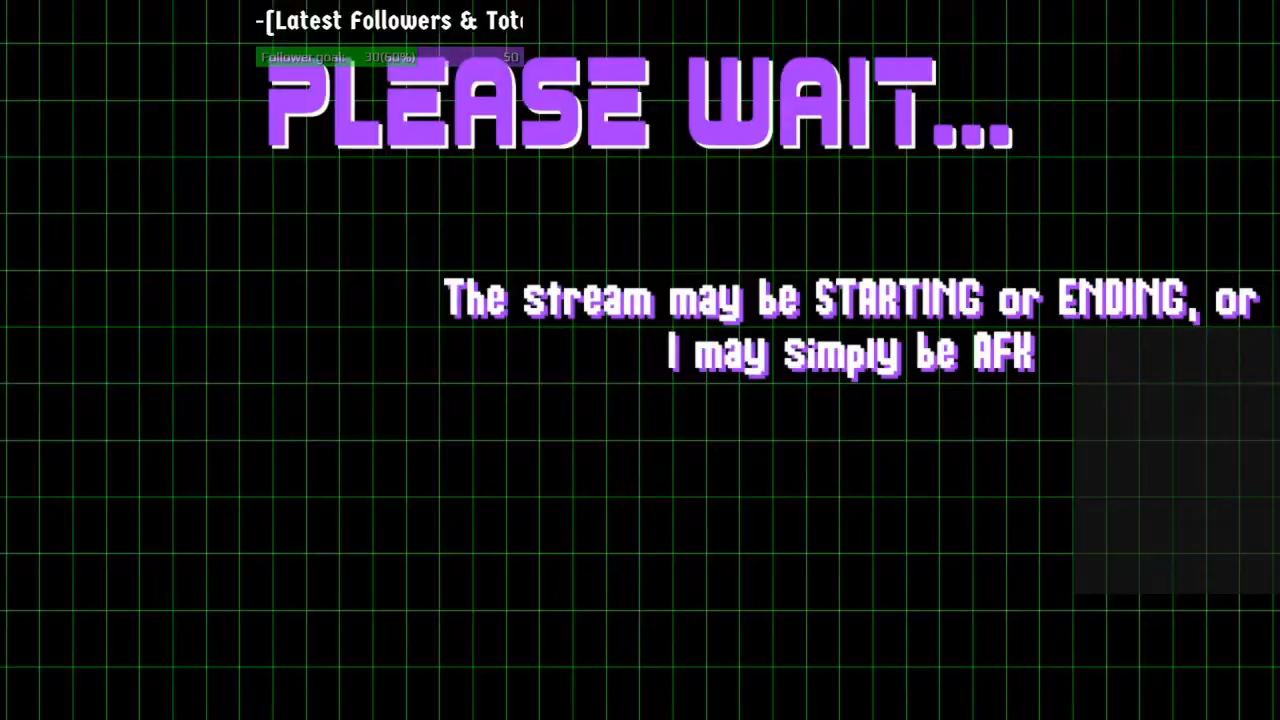 -[Latest Followers & Tot
Follower goal: 30(60%) 50
PLEASE WAIT...
The stream may be STARTING or ENDING, or
I may simply be AFK